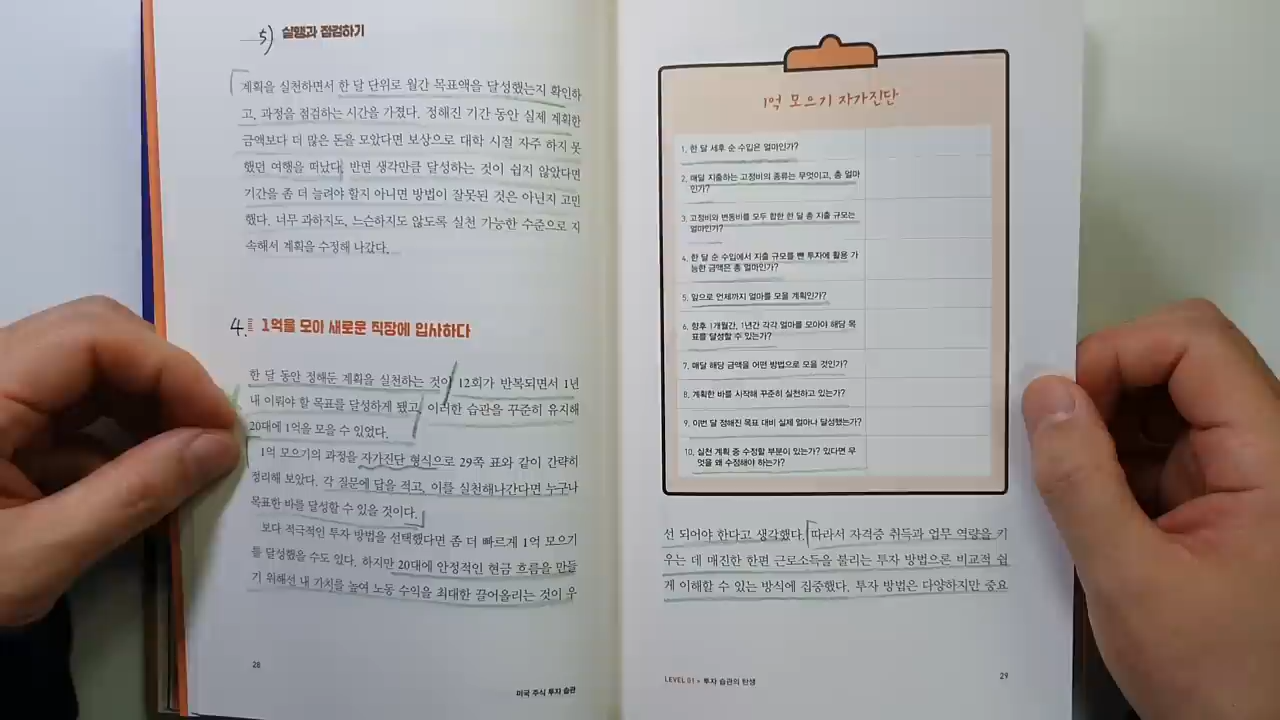 5) 실행과 점검하기
계획을 실천하면서 한 달 단위로 월간 목표액을 달성했는지 확인하
고, 과정을 점검하는 시간을 가졌다. 정해진 기간 동안 실제 계획한
금액보다 더 많은 돈을 모았다면 보상으로 대학 시절 자주 하지 못
했던 여행을 떠났다. 반면 생각만큼 달성하는 것이 쉽지 않았다면
기간을 좀 더 늘려야 할지 아니면 방법이 잘못된 것은 아닌지 고민
했다. 너무 과하지도, 느슨하지도 않도록 실천 가능한 수준으로 지
속해서 계획을 수정해 나갔다.
4. 1억을 모아 새로운 직장에 입사하다
한 달 동안 정해둔 계획을 실천하는 것이 12회가 반복되면서 1년
내 이뤄야 할 목표를 달성하게 됐고, 이러한 습관을 꾸준히 유지해
20대에 1억을 모을 수 있었다.
1억 모으기의 과정을 자가진단 형식으로 29쪽 표와 같이 간략히
정리해 보았다. 각 질문에 답을 적고, 이를 실천해나간다면 누구나
목표한 바를 달성할 수 있을 것이다.
보다 적극적인 투자 방법을 선택했다면 좀 더 빠르게 1억 모으기
를 달성했을 수도 있다. 하지만 20대에 안정적인 현금 흐름을 만들
기 위해선 내 가치를 높여 노동 수익을 최대한 끌어올리는 것이 우
28
미국 주식 투자 습관
1억 모으기 자가진단
1. 한 달 세후 순 수입은 얼마인가?
2. 매달 지출하는 고정비의 종류는 무엇이고, 총 얼마
인가?
3. 고정비와 변동비를 모두 합한 한 달 총 지출 규모는
얼마인가?
4. 한 달 순 수입에서 지출 규모를 뺀 투자에 활용 가
능한 금액은 총 얼마인가?
5. 앞으로 언제까지 얼마를 모을 계획인가?
6. 향후 1개월간, 1년간 각각 얼마를 모아야 해당 목
표를 달성할 수 있는가?
7. 매달 해당 금액을 어떤 방법으로 모을 것인가?
8. 계획한 바를 시작해 꾸준히 실천하고 있는가?
9. 이번 달 정해진 목표 대비 실제 얼마나 달성했는가?
10. 실천 계획 중 수정할 부분이 있는가? 있다면 무
엇을 왜 수정해야 하는가?
선 되어야 한다고 생각했다. 따라서 자격증 취득과 업무 역량을 키
우는 데 매진한 한편 근로소득을 불리는 투자 방법으론 비교적 쉽
게 이해할 수 있는 방식에 집중했다. 투자 방법은 다양하지만 중요
LEVEL 01 • 투자 습관의 탄생
29